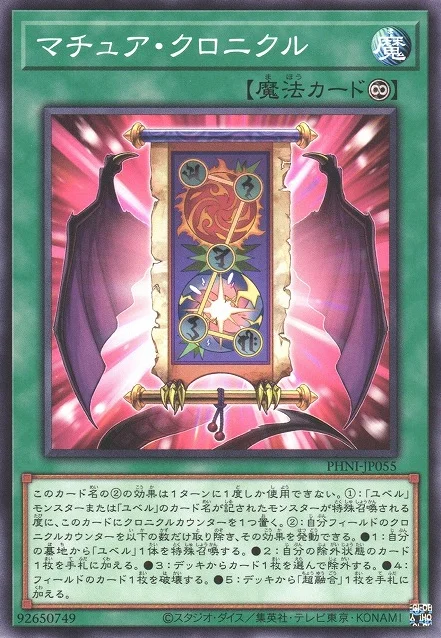 マチュア・クロニクル
魔
【魔法カード∞】
PHNI-JP055
このカード名の②の効果は1ターンに1度しか使用できない。①:「ユベル」
モンスターまたは「ユベル」のカード名が記されたモンスターが特殊召喚される
度に、このカードにクロニクルカウンターを1つ置く。②:自分フィールドのクロ
ニクルカウンターを以下の数だけ取り除き、その効果を発動できる。●1:自分
の墓地から「ユベル」1体を特殊召喚する。●2:自分の除外状態のカード
1枚を手札に加える。●3:デッキからカード1枚を選んで除外する。●4:
フィールドのカード1枚を破壊する。●5:デッキから「超融合」1枚を手札
に加える。
92650749
©スタジオ・ダイス/集英社・テレビ東京・KONAMI